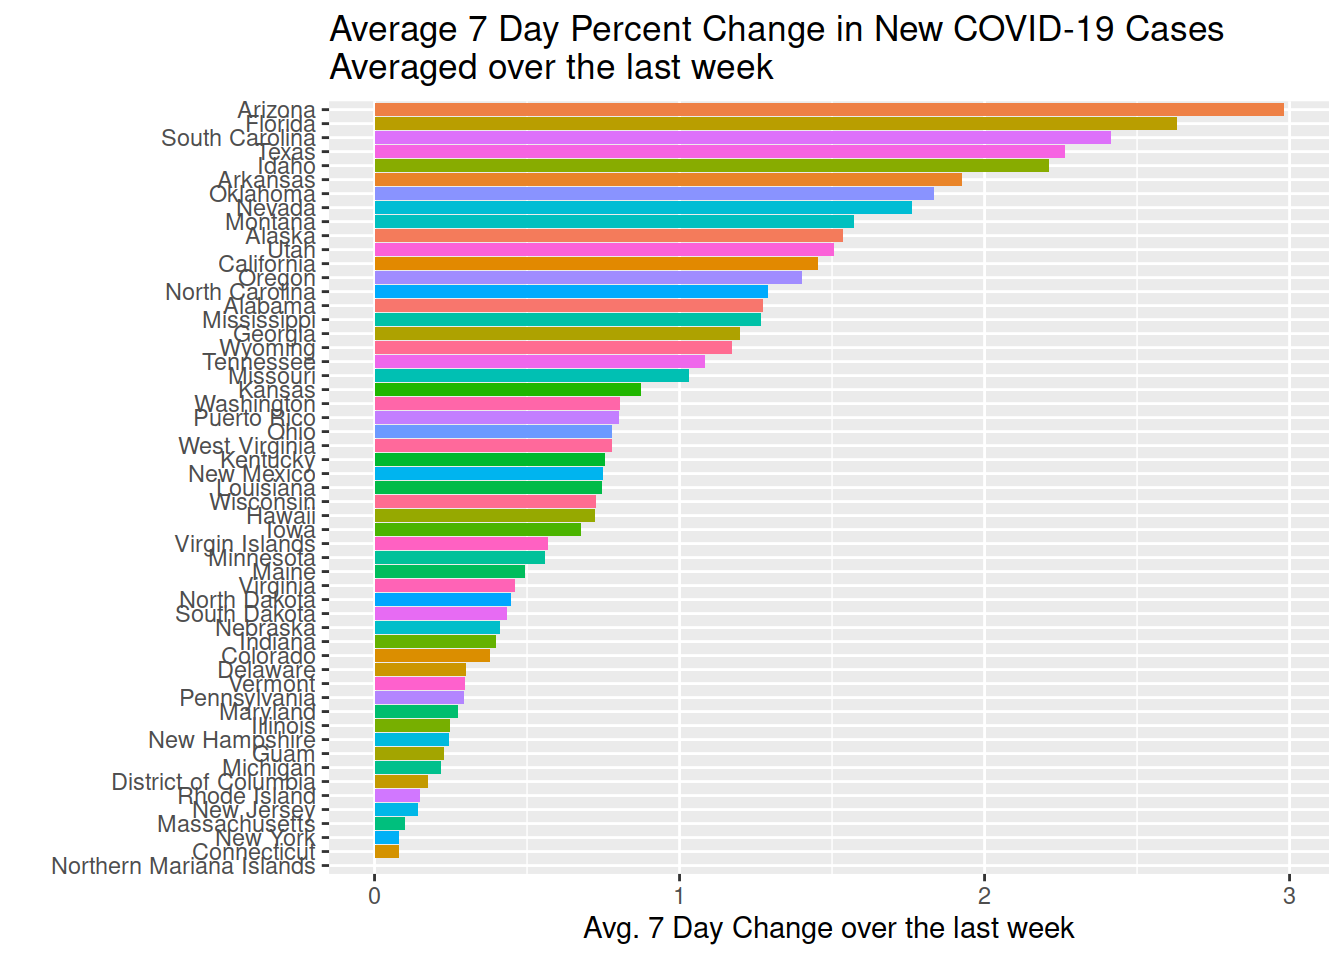 Average 7 Day Percent Change in New COVID-19 Cases
Averaged over the last week
Arizona
Florida
South Carolina
Texas
Idaho
Arkansas
Oklahoma
Nevada
Montana
Alaska
Utah
California
Oregon
North Carolina
Alabama
Mississippi
Georgia
Wyoming
Tennessee
Missouri
Kansas
Washington
Puerto Rico
Ohio
West Virginia
Kentucky
New Mexico
Louisiana
Wisconsin
Hawaii
Iowa
Virgin Islands
Minnesota
Maine
Virginia
North Dakota
South Dakota
Nebraska
Indiana
Colorado
Delaware
Vermont
Pennsylvania
Maryland
Illinois
New Hampshire
Guam
Michigan
District of Columbia
Rhode Island
New Jersey
Massachusetts
New York
Connecticut
Northern Mariana Islands
0 1 2 3
Avg. 7 Day Change over the last week